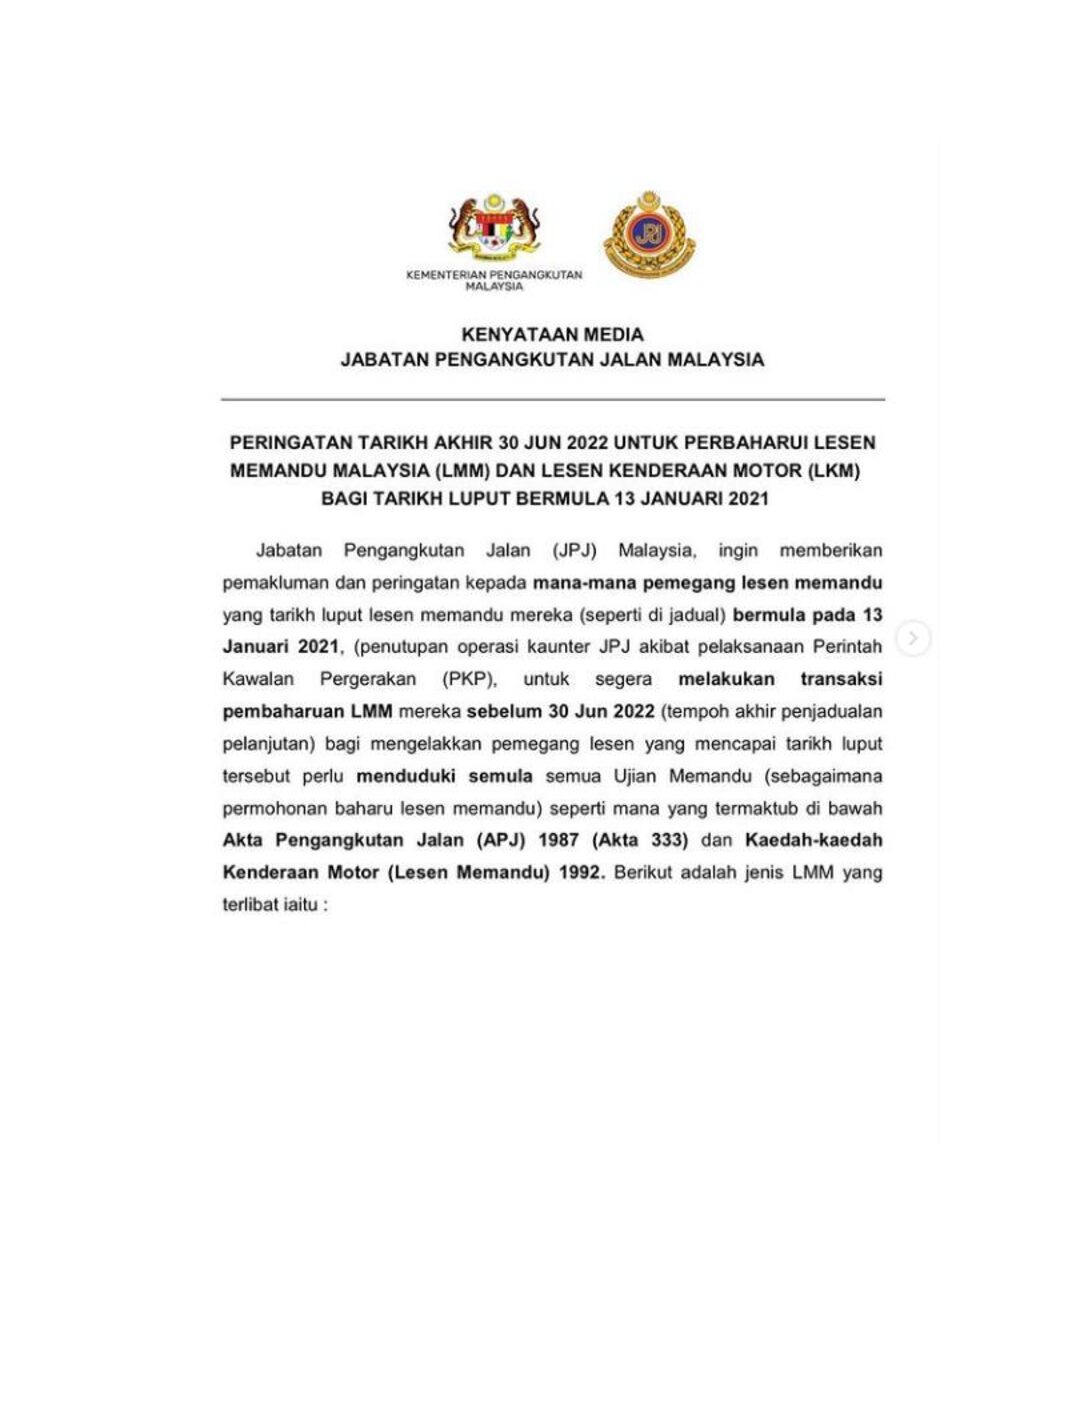 KEMENTERIAN PENGANGKUTAN
MALAYSIA
JPJ
KENYATAAN MEDIA
JABATAN PENGANGKUTAN JALAN MALAYSIA
PERINGATAN TARIKH AKHIR 30 JUN 2022 UNTUK PERBAHARUI LESEN
MEMANDU MALAYSIA (LMM) DAN LESEN KENDERAAN MOTOR (LKM)
BAGI TARIKH LUPUT BERMULA 13 JANUARI 2021
Jabatan Pengangkutan Jalan (JPJ) Malaysia, ingin memberikan
pemakluman dan peringatan kepada mana-mana pemegang lesen memandu
yang tarikh luput lesen memandu mereka (seperti di jadual) bermula pada 13
Januari 2021, (penutupan operasi kaunter JPJ akibat pelaksanaan Perintah
Kawalan Pergerakan (PKP), untuk segera melakukan transaksi
pembaharuan LMM mereka sebelum 30 Jun 2022 (tempoh akhir penjadualan
pelanjutan) bagi mengelakkan pemegang lesen yang mencapai tarikh luput
tersebut perlu menduduki semula semua Ujian Memandu (sebagaimana
permohonan baharu lesen memandu) seperti mana yang termaktub di bawah
Akta Pengangkutan Jalan (APJ) 1987 (Akta 333) dan Kaedah-kaedah
Kenderaan Motor (Lesen Memandu) 1992. Berikut adalah jenis LMM yang
terlibat iaitu :